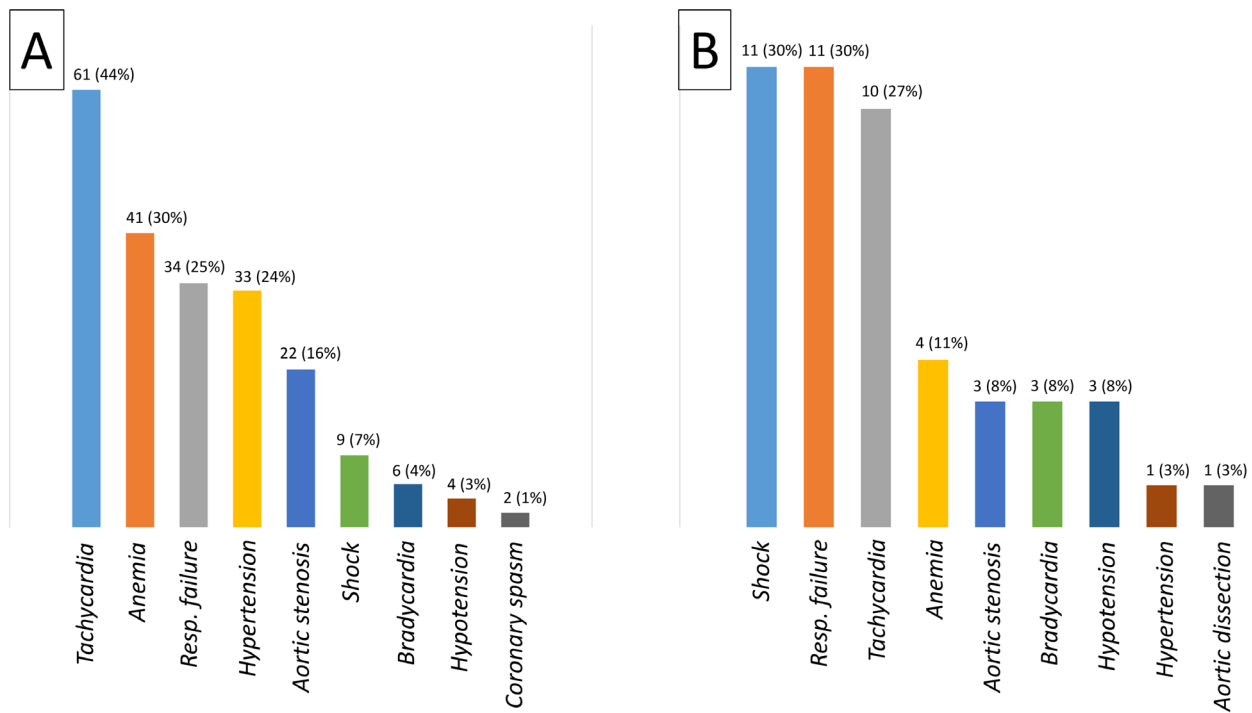 A
61 (44%)
41 (30%)
34 (25%)
33 (24%)
22 (16%)
9 (7%)
6 (4%)
4 (3%)
2 (1%)
Tachycardia
Anemia
Resp. failure
Hypertension
Aortic stenosis
Shock
Bradycardia
Hypotension
Coronary spasm
B
11 (30%)
11 (30%)
10 (27%)
4 (11%)
3 (8%)
3 (8%)
3 (8%)
1 (3%)
1 (3%)
Shock
Resp. failure
Tachycardia
Anemia
Aortic stenosis
Bradycardia
Hypotension
Hypertension
Aortic dissection